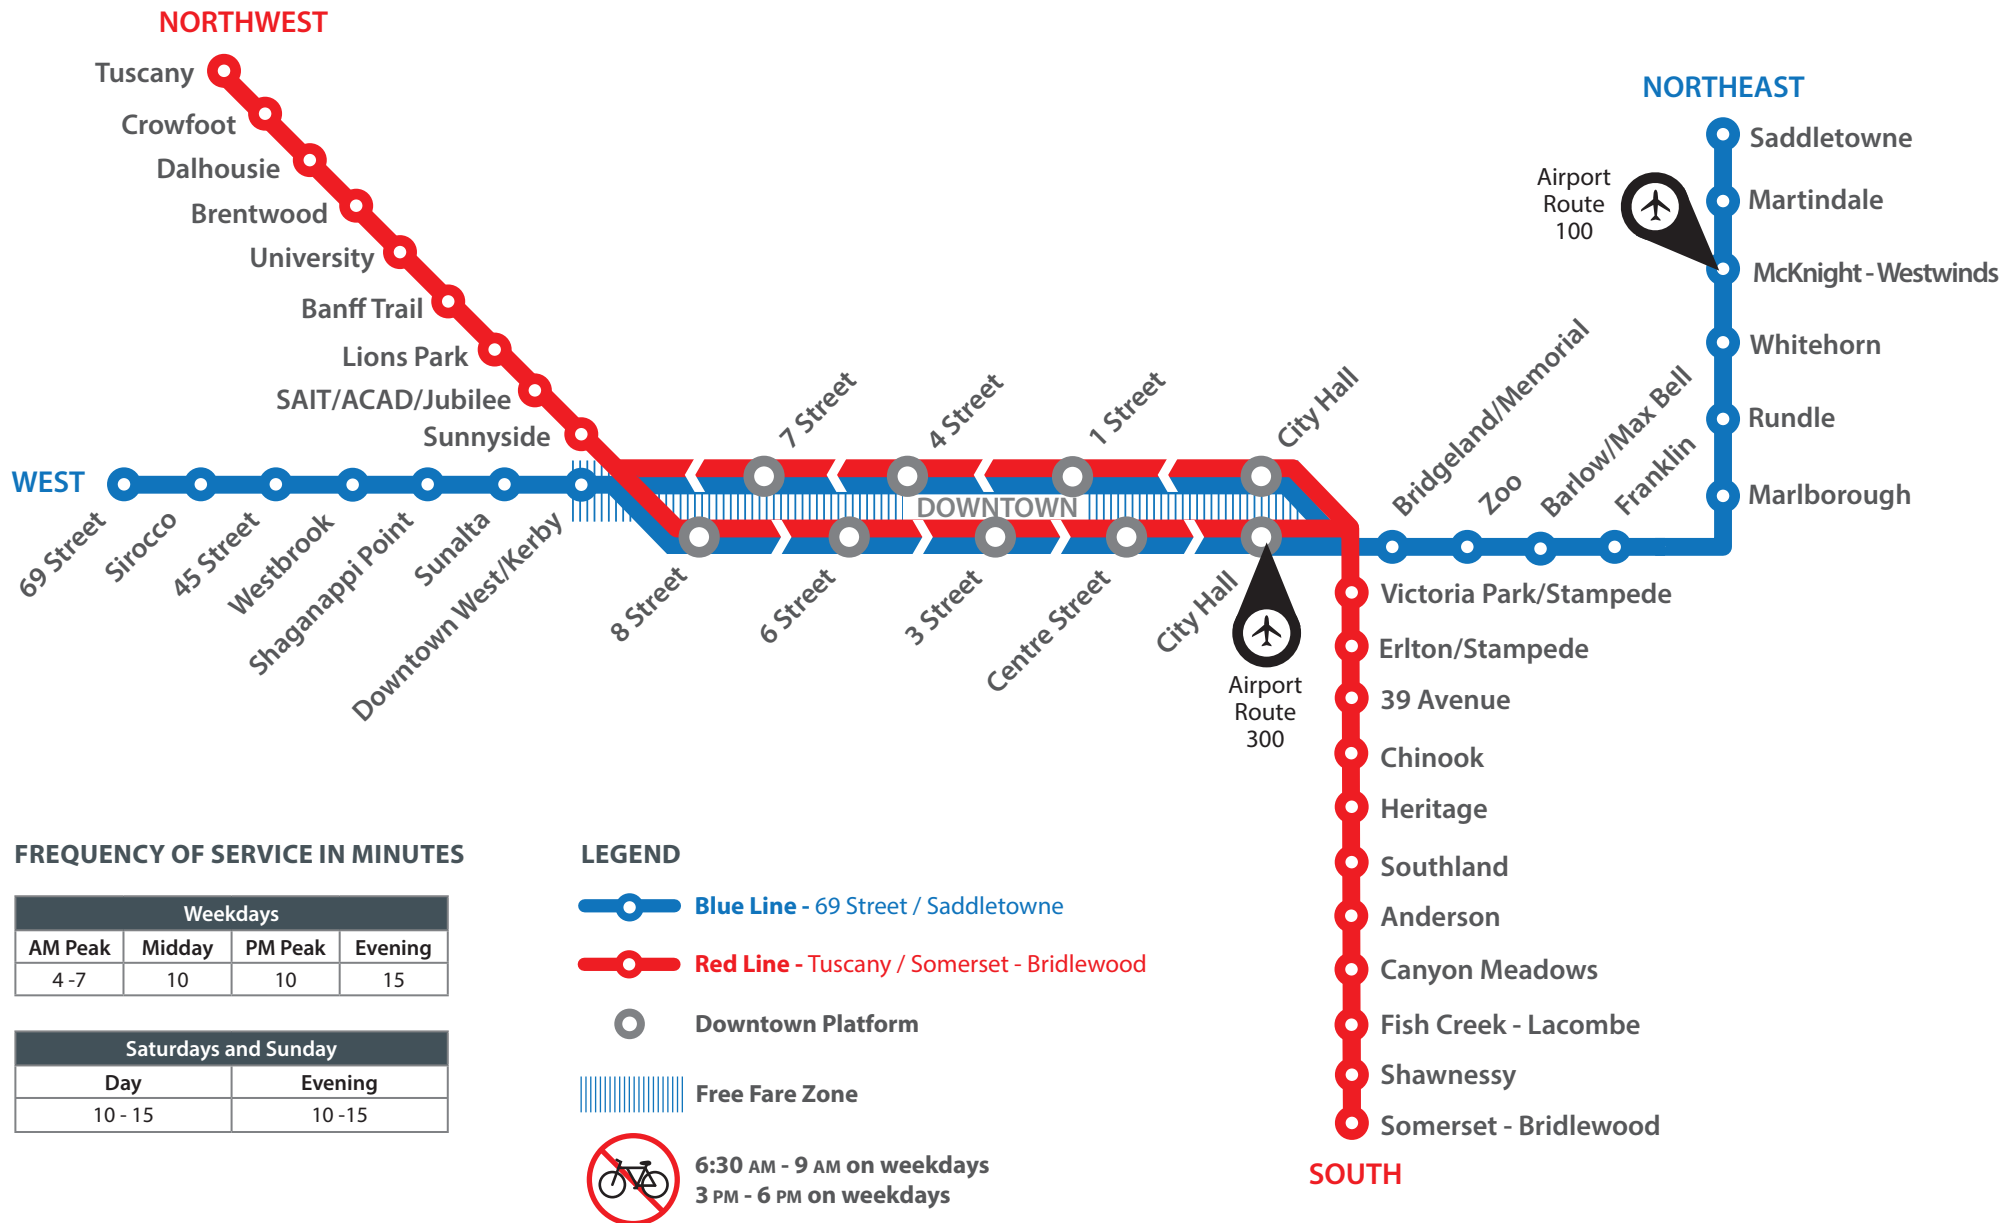 NORTHWEST
Tuscany
Crowfoot
Dalhousie
Brentwood
University
Banff Trail
Lions Park
SAIT/ACAD/Jubilee
Sunnyside
WEST
69 Street
Sirocco
45 Street
Westbrook
Shaganappi Point
Sunalta
Downtown West/Kerby
7 Street
4 Street
1 Street
City Hall
DOWNTOWN
8 Street
6 Street
3 Street
Centre Street
City Hall
Airport
Route
300
Bridgeland/Memorial
Zoo
Barlow/Max Bell
Franklin
NORTHEAST
Saddletowne
Martindale
Airport
Route
100
McKnight - Westwinds
Whitehorn
Rundle
Marlborough
Victoria Park/Stampede
Erlton/Stampede
39 Avenue
Chinook
Heritage
Southland
Anderson
Canyon Meadows
Fish Creek - Lacombe
Shawnessy
Somerset - Bridlewood
SOUTH
FREQUENCY OF SERVICE IN MINUTES
Weekdays
AM Peak Midday PM Peak Evening
4 -7 10 10 15
Saturdays and Sunday
Day Evening
10 - 15 10 -15
LEGEND
Blue Line - 69 Street / Saddletowne
Red Line - Tuscany / Somerset - Bridlewood
Downtown Platform
Free Fare Zone
6:30 AM - 9 AM on weekdays
3 PM - 6 PM on weekdays